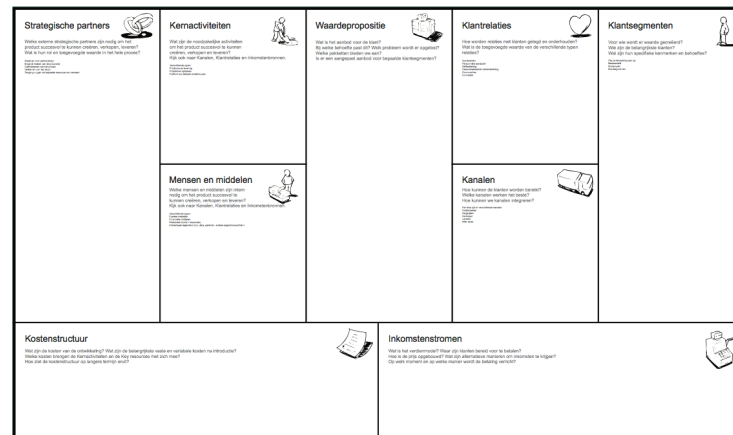 Strategische partners
Welke externe strategische partners zijn nodig om het
product succesvol te kunnen creëren, verkopen, leveren?
Wat is hun rol en toegevoegde waarde in het hele proces?
Kernactiviteiten
Wat zijn de noodzakelijke activiteiten
om het product succesvol te kunnen
creëren, verkopen en leveren?
Kijk ook naar Kanalen, Klantrelaties en Inkomstenbronnen.
Mensen en middelen
Welke mensen en middelen zijn intern
nodig om het product succesvol te
kunnen creëren, verkopen en leveren?
Kijk ook naar Kanalen, Klantrelaties en Inkomstenbronnen
Waardepropositie
Wat is het aanbod voor de klant?
Bij welke behoefte past dit? Welk probleem wordt er opgelost?
Welke pakketten bieden we aan?
Is er een aangepast aanbod voor bepaalde klantsegmenten?
Klantrelaties
Hoe worden relaties met klanten gelegd en onderhouden?
Wat is de toegevoegde waarde van de verschillende typen
relaties?
Kanalen
Hoe kunnen de klanten worden bereikt?
Welke kanalen werken het beste?
Hoe kunnen we kanalen integreren?
Klantsegmenten
Voor wie wordt er waarde gecreëerd?
Wie zijn de belangrijkste klanten?
Wat zijn hun specifieke kenmerken en behoeftes?
Kostenstructuur
Wat zijn de kosten van de ontwikkeling? Wat zijn de belangrijkste vaste en variabele kosten na introductie?
Welke kosten brengen de Kernactiviteiten en de Key resources met zich mee?
Hoe ziet de kostenstructuur op langere termijn eruit?
Inkomstenstromen
Wat is het verdienmodel? Waar zijn klanten bereid voor te betalen?
Hoe is de prijs opgebouwd? Wat zijn alternatieve manieren om inkomsten te krijgen?
Op welk moment en op welke manier wordt de betaling verricht?